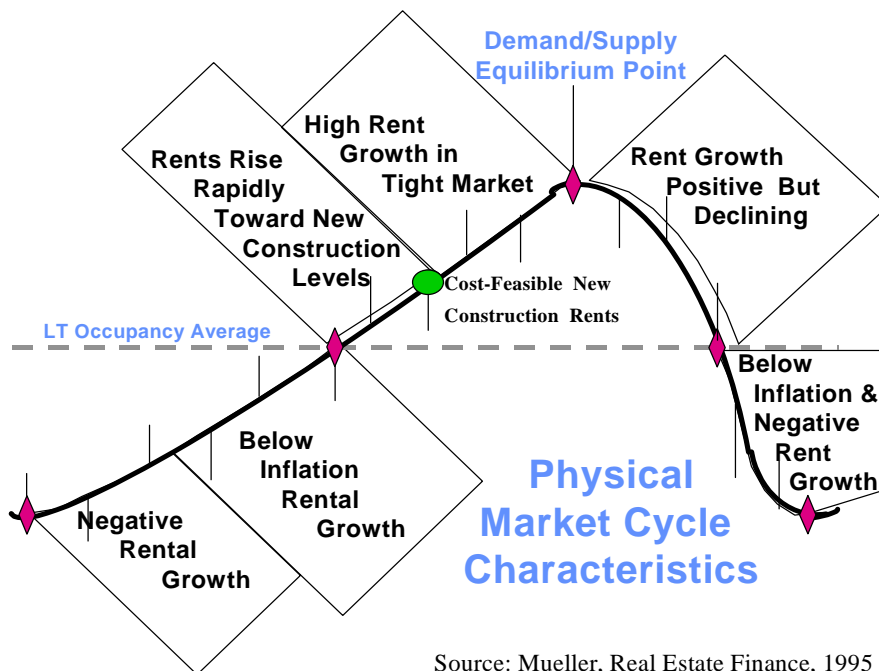 Demand/Supply
Equilibrium Point
High Rent
Growth in
Tight Market
Rents Rise
Rapidly
Toward New
Construction
Levels
Rent Growth
Positive But
Declining
Cost-Feasible New
Construction Rents
LT Occupancy Average
Below
Inflation &
Negative
Rent
Growth
Below
Inflation
Rental
Growth
Negative
Rental
Growth
Physical
Market Cycle
Characteristics
Source: Mueller, Real Estate Finance, 1995